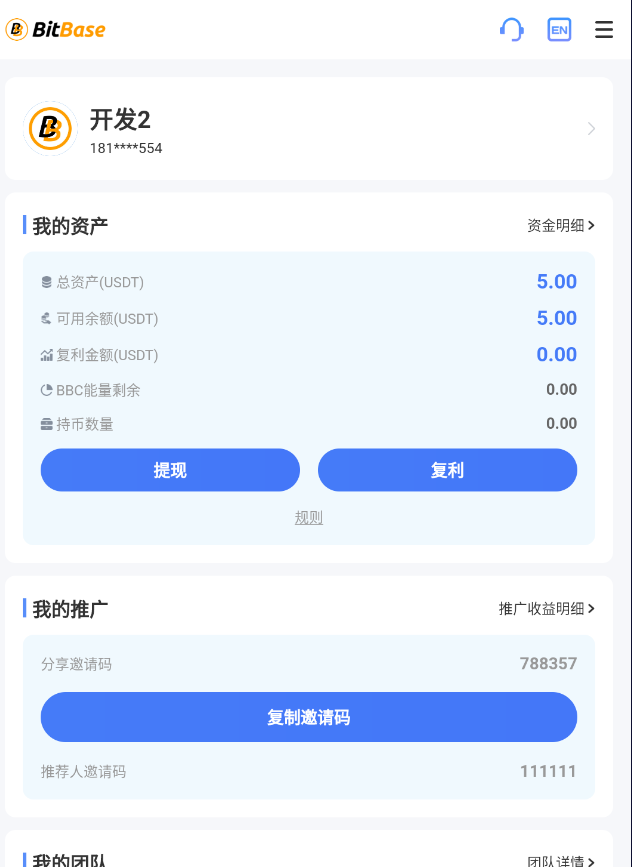 BitBase
EN
开发2
181****554
我的资产
资金明细
总资产(USDT) 5.00
可用余额(USDT) 5.00
复利金额(USDT) 0.00
BBC能量剩余 0.00
持币数量 0.00
提现 复利
规则
我的推广
推广收益明细
分享邀请码 788357
复制邀请码
推荐人邀请码 111111
我的团队
团队详情